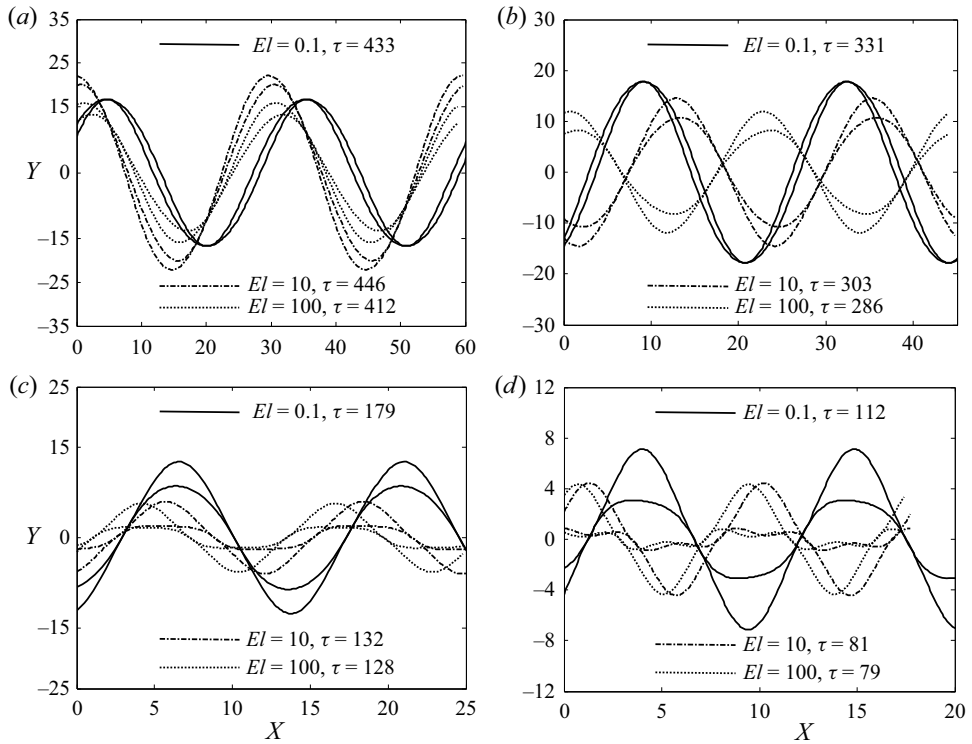 (a)
35
El = 0.1, τ = 433
15
Y
0
–15
El = 10, τ = 446
El = 100, τ = 412
–35
0 10 20 30 40 50 60
(b)
30
El = 0.1, τ = 331
20
10
0
–10
–20
El = 10, τ = 303
El = 100, τ = 286
–30
0 10 20 30 40
(c)
25
El = 0.1, τ = 179
15
5
Y
0
–5
–15
El = 10, τ = 132
El = 100, τ = 128
–25
0 5 10 15 20 25
X
(d)
12
El = 0.1, τ = 112
8
4
0
–4
–8
El = 10, τ = 81
El = 100, τ = 79
–12
0 5 10 15 20
X